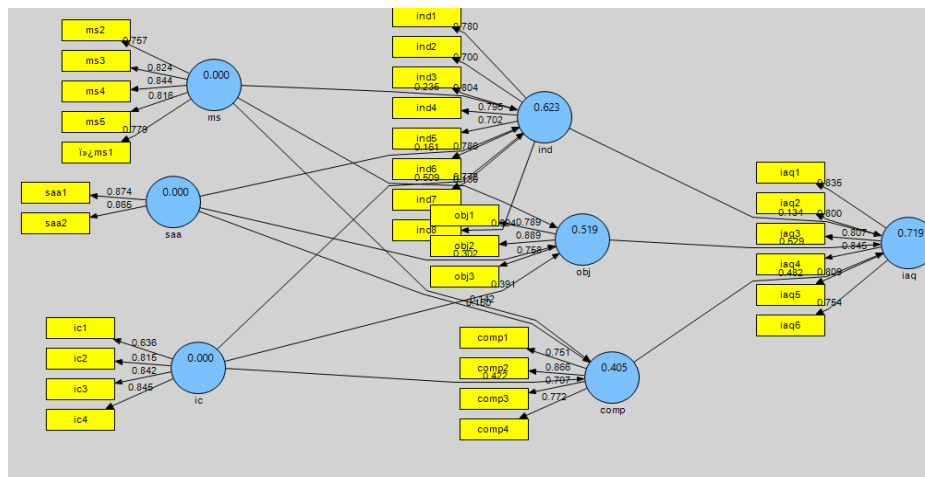 ms2
0.757
ms3
0.824
ms4
0.844
ms5
0.816
ï»¿ms1
0.779
0.000
ms
saa1
0.874
saa2
0.865
0.000
saa
ic1
0.636
ic2
0.815
ic3
0.842
ic4
0.845
0.000
ic
ind1
0.780
ind2
0.700
ind3
0.804
0.235
ind4
0.795
0.702
ind5
0.786
0.161
ind6
0.509
ind7
ind8
0.623
ind
obj1
0.789
obj2
0.889
0.302
obj3
0.758
0.391
0.142
0.519
obj
comp1
0.751
comp2
0.866
0.422
comp3
0.707
comp4
0.772
0.405
comp
iaq1
0.835
iaq2
0.134
0.800
iaq3
0.807
0.529
iaq4
0.845
iaq5
0.482
0.809
iaq6
0.754
0.719
iaq